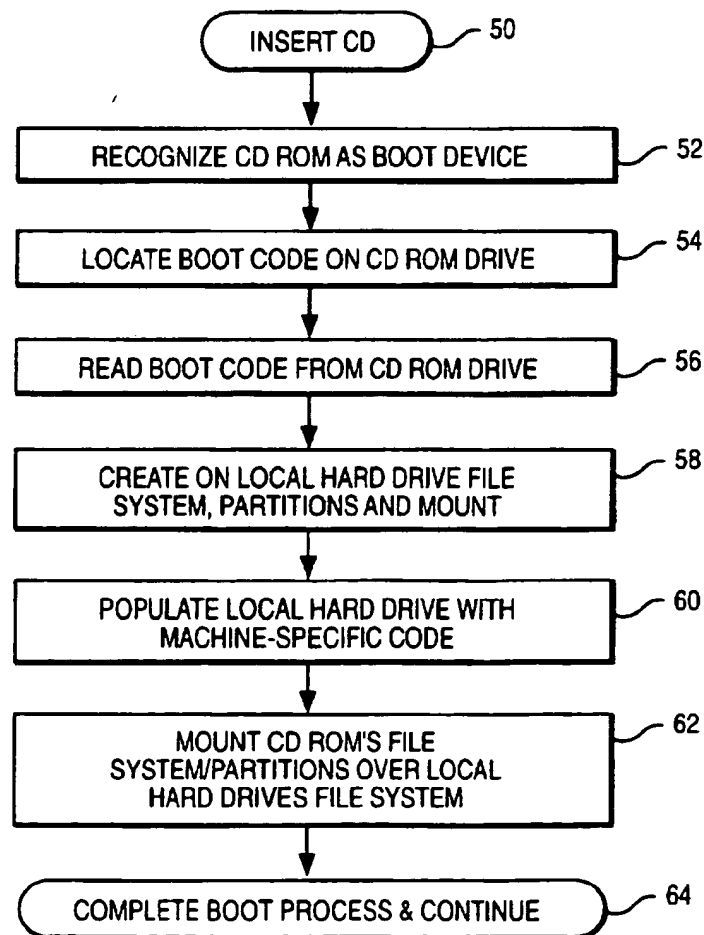 INSERT CD
50
RECOGNIZE CD ROM AS BOOT DEVICE
52
LOCATE BOOT CODE ON CD ROM DRIVE
54
READ BOOT CODE FROM CD ROM DRIVE
56
CREATE ON LOCAL HARD DRIVE FILE
SYSTEM, PARTITIONS AND MOUNT
58
POPULATE LOCAL HARD DRIVE WITH
MACHINE-SPECIFIC CODE
60
MOUNT CD ROM'S FILE
SYSTEM/PARTITIONS OVER LOCAL
HARD DRIVES FILE SYSTEM
62
COMPLETE BOOT PROCESS & CONTINUE
64